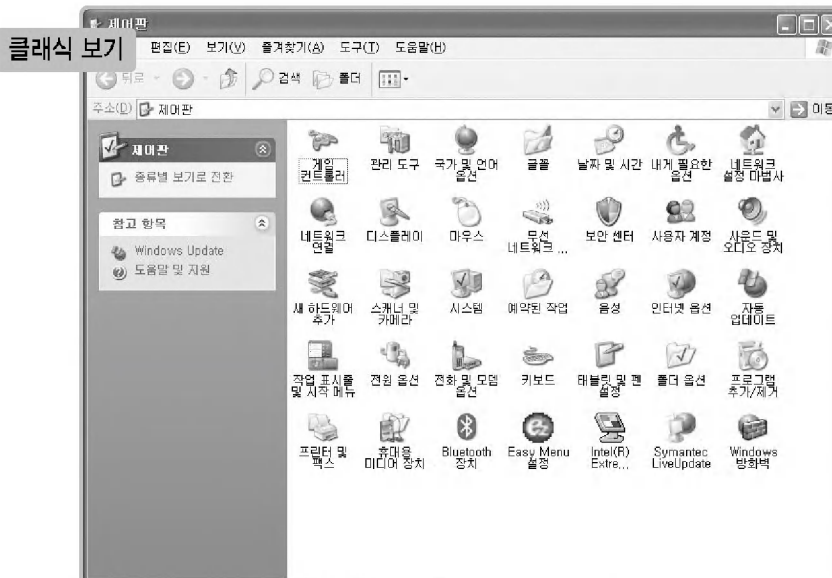 제어판
클래식 보기
편집(E) 보기(V) 즐겨찾기(A) 도구(T) 도움말(H)
뒤로 검색 폴더
주소(D) 제어판 이동
제어판
종류별 보기로 전환
참고 항목
Windows Update
도움말 및 지원
게임
컨트롤러
관리 도구
국가 및 언어
옵션
글꼴
날짜 및 시간
내게 필요한
옵션
네트워크
설정 마법사
네트워크
연결
디스플레이
마우스
무선
네트워크 ...
보안 센터
사용자 계정
사운드 및
오디오 장치
새 하드웨어
추가
스캐너 및
카메라
시스템
예약된 작업
음성
인터넷 옵션
자동
업데이트
작업 표시줄
및 시작 메뉴
전원 옵션
전화 및 모뎀
옵션
키보드
태블릿 및 펜
설정
폴더 옵션
프로그램
추가/제거
프린터 및
팩스
휴대용
미디어 장치
Bluetooth
장치
Easy Menu
설정
Intel(R)
Extre...
Symantec
LiveUpdate
Windows
방화벽